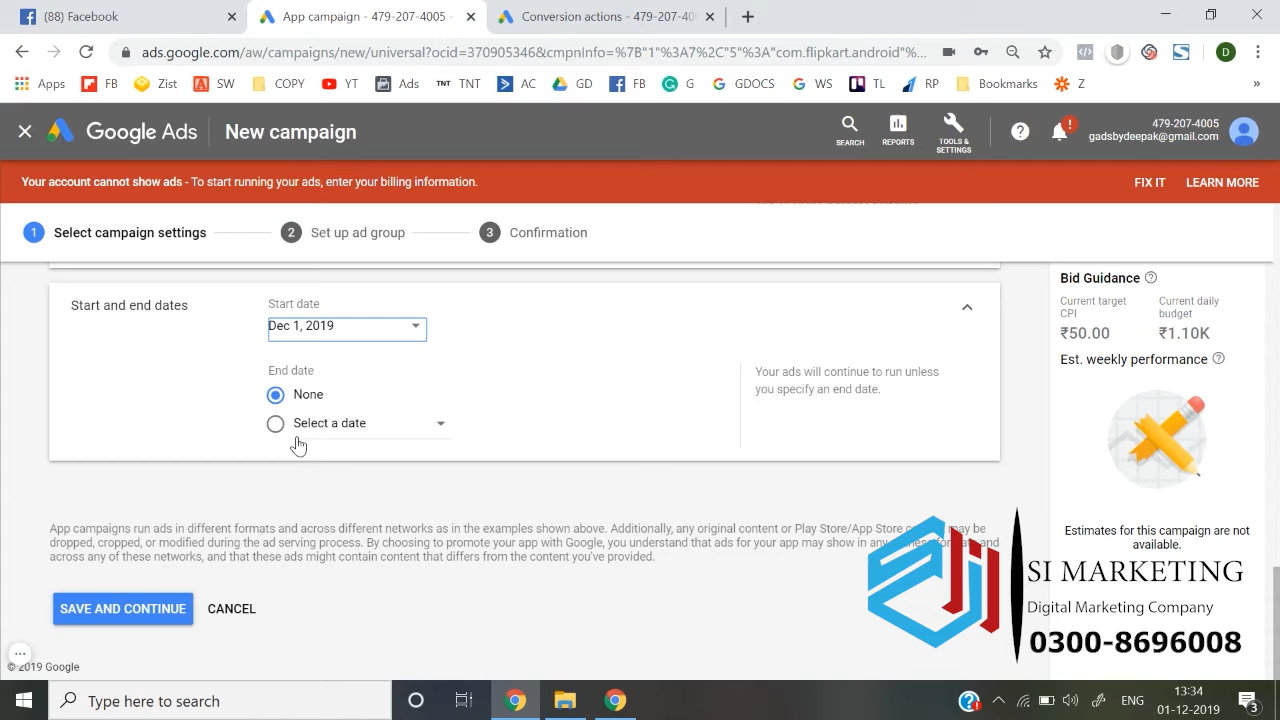 (88) Facebook
App campaign - 479-207-4005 -
Conversion actions - 479-207-40
ads.google.com/aw/campaigns/new/universal?ocid=370905346&cmpnInfo=%7B"1"%3A7%2C"5"%3A"com.flipkart.android"%...
D
Apps
FB
Zist
SW
COPY
YT
Ads
TNT TNT
AC
GD
FB
G
GDOCS
WS
TL
RP
Bookmarks
Z
»
Google Ads
New campaign
SEARCH
REPORTS
TOOLS & SETTINGS
479-207-4005
gadsbydeepak@gmail.com
Your account cannot show ads - To start running your ads, enter your billing information.
FIX IT
LEARN MORE
1 Select campaign settings
2 Set up ad group
3 Confirmation
Start and end dates
Start date
Dec 1, 2019
End date
None
Select a date
Your ads will continue to run unless
you specify an end date.
Bid Guidance
Current target
CPI
₹50.00
Current daily
budget
₹1.10K
Est. weekly performance
Estimates for this campaign are not
available.
App campaigns run ads in different formats and across different networks as in the examples shown above. Additionally, any original content or Play Store/App Store may be
dropped, cropped, or modified during the ad serving process. By choosing to promote your app with Google, you understand that ads for your app may show in any and
across any of these networks, and that these ads might contain content that differs from the content you've provided.
SAVE AND CONTINUE
CANCEL
© 2019 Google
SI MARKETING
Digital Marketing Company
0300-8696008
Type here to search
ENG
13:34
01-12-2019
3